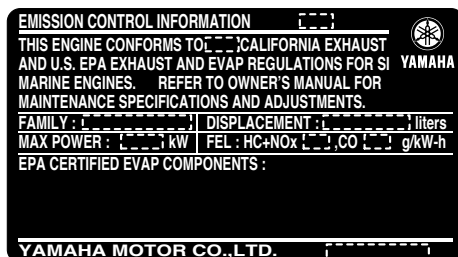 EMISSION CONTROL INFORMATION
THIS ENGINE CONFORMS TO CALIFORNIA EXHAUST
AND U.S. EPA EXHAUST AND EVAP REGULATIONS FOR SI
MARINE ENGINES. REFER TO OWNER'S MANUAL FOR
MAINTENANCE SPECIFICATIONS AND ADJUSTMENTS.
YAMAHA
FAMILY : DISPLACEMENT : liters
MAX POWER : kW FEL : HC+NOx ,CO g/kW-h
EPA CERTIFIED EVAP COMPONENTS :
YAMAHA MOTOR CO.,LTD.